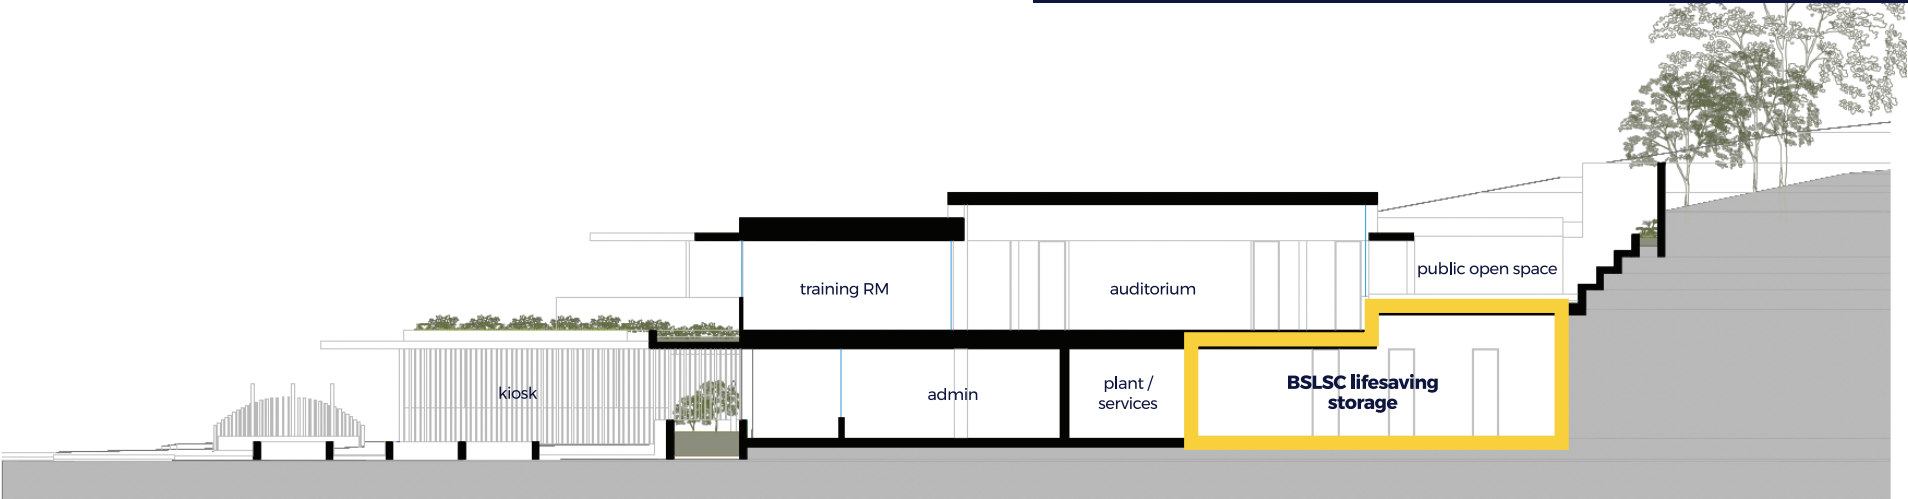 training RM
auditorium
public open space
kiosk
admin
plant /
services
BSLSC lifesaving
storage